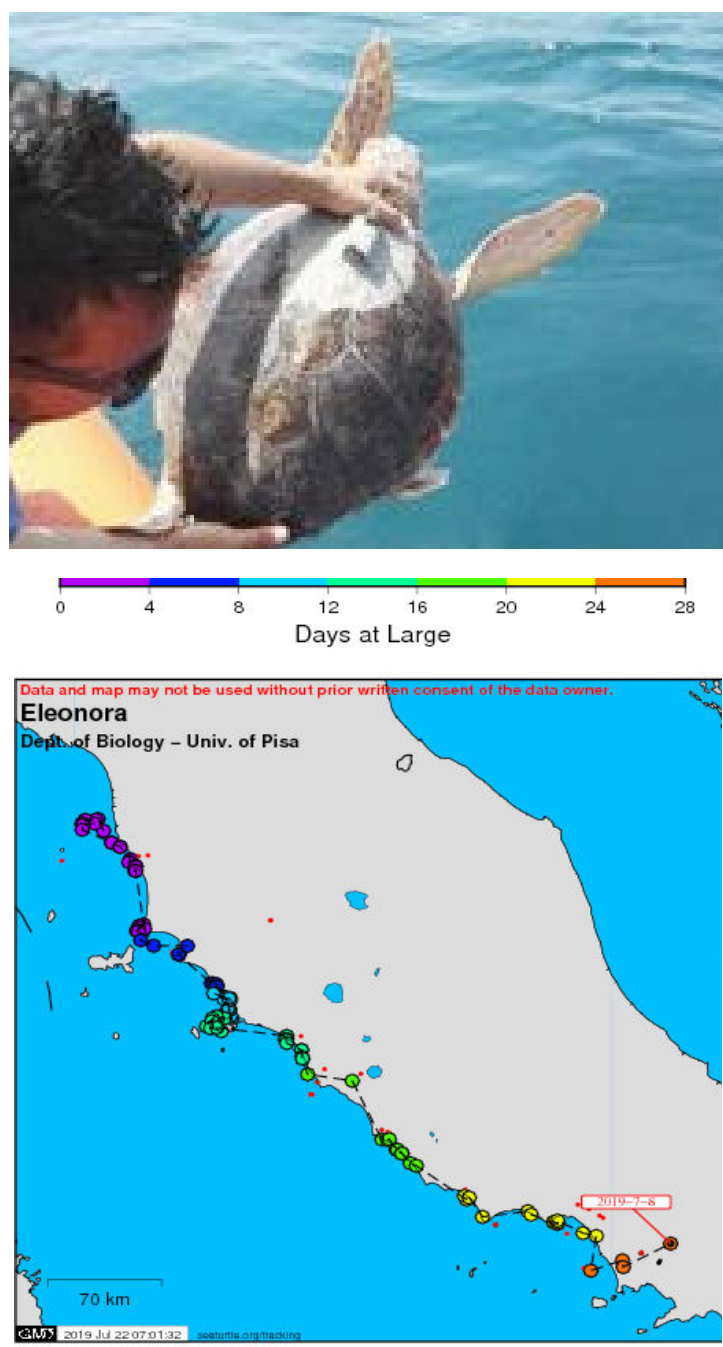 0 4 8 12 16 20 24 28
Days at Large
Data and map may not be used without prior written consent of the data owner.
Eleonora
Dept. of Biology – Univ. of Pisa
2019–7–8
70 km
GMD 2019 Jul 22 07:01:32 seaturtle.org/tracking